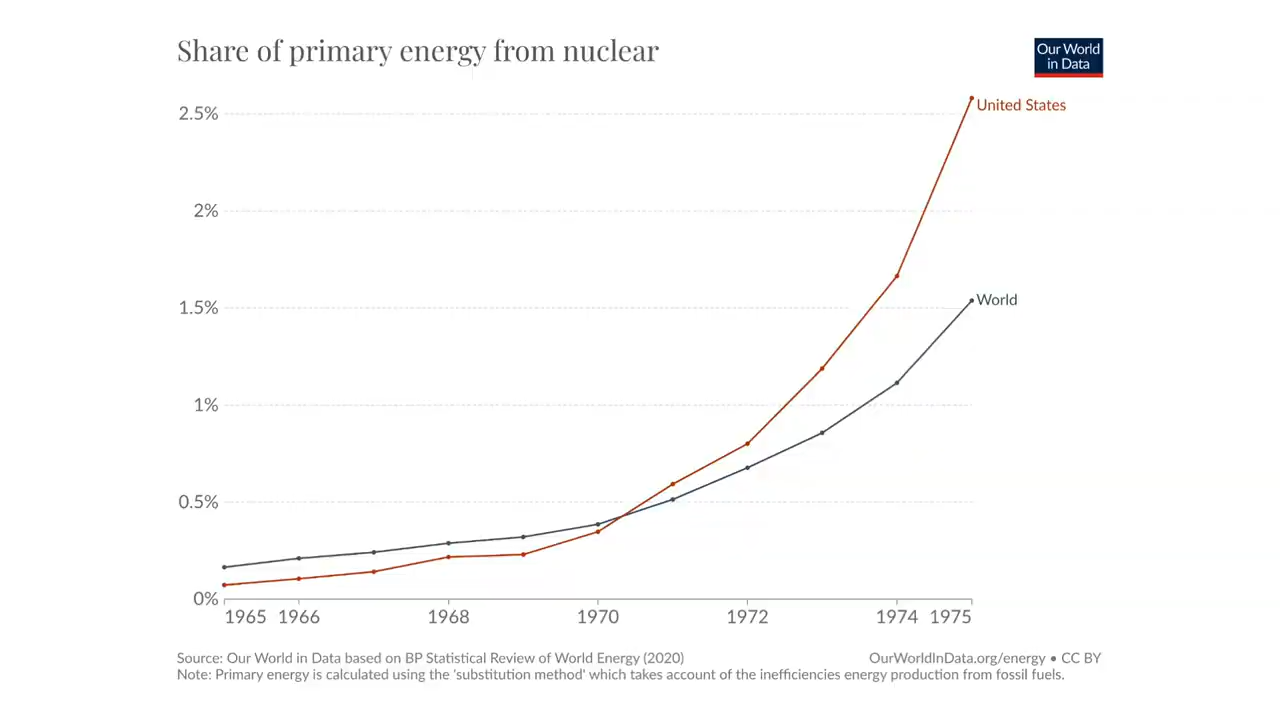 Share of primary energy from nuclear
Our World
in Data
2.5%
United States
2%
1.5%
World
1%
0.5%
0%
1965 1966 1968 1970 1972 1974 1975
Source: Our World in Data based on BP Statistical Review of World Energy (2020)
OurWorldInData.org/energy • CC BY
Note: Primary energy is calculated using the 'substitution method' which takes account of the inefficiencies energy production from fossil fuels.